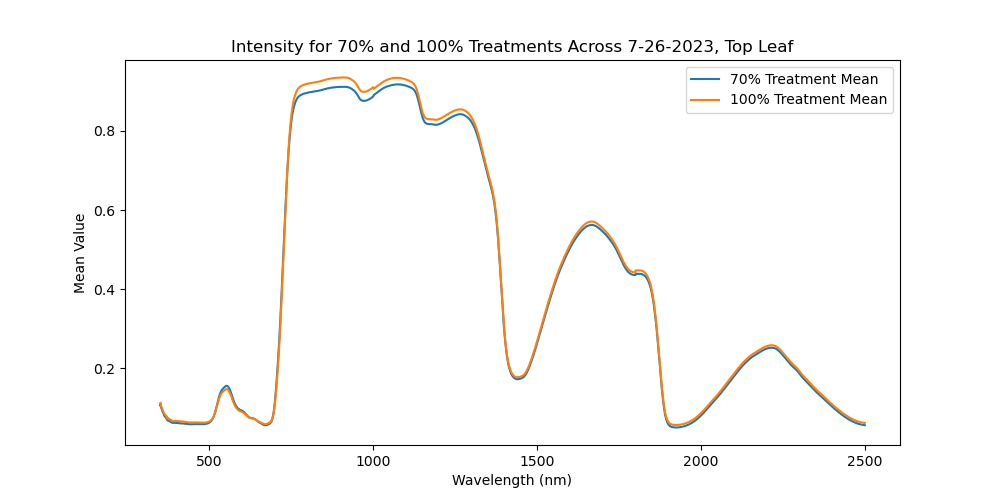 Intensity for 70% and 100% Treatments Across 7-26-2023, Top Leaf
70% Treatment Mean
100% Treatment Mean
Mean Value
0.8
0.6
0.4
0.2
500 1000 1500 2000 2500
Wavelength (nm)